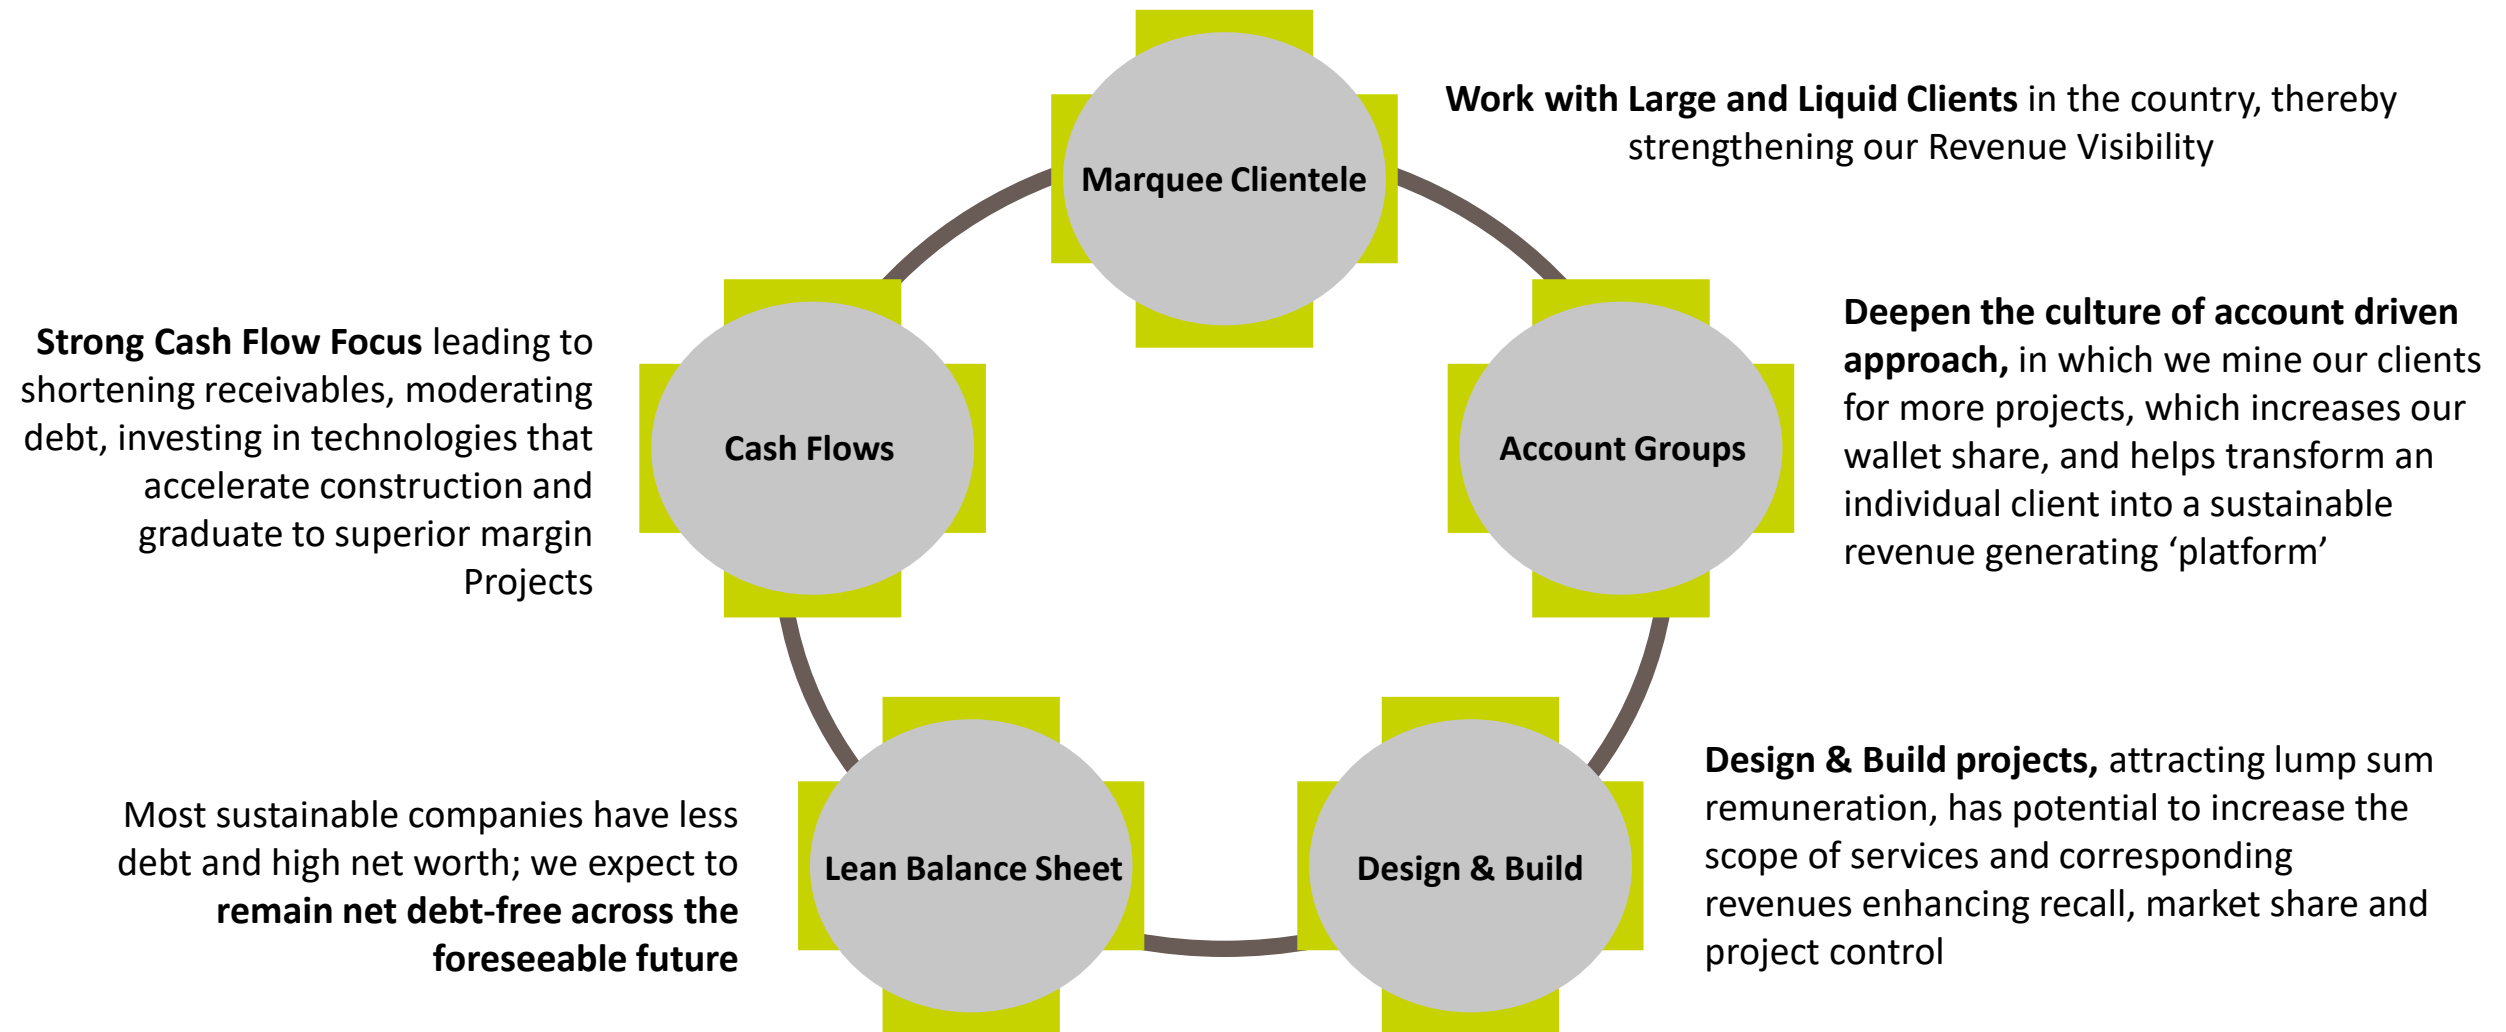 Marquee Clientele
Work with Large and Liquid Clients in the country, thereby
strengthening our Revenue Visibility
Account Groups
Deepen the culture of account driven
approach, in which we mine our clients
for more projects, which increases our
wallet share, and helps transform an
individual client into a sustainable
revenue generating ‘platform’
Design & Build
Design & Build projects, attracting lump sum
remuneration, has potential to increase the
scope of services and corresponding
revenues enhancing recall, market share and
project control
Lean Balance Sheet
Most sustainable companies have less
debt and high net worth; we expect to
remain net debt-free across the
foreseeable future
Cash Flows
Strong Cash Flow Focus leading to
shortening receivables, moderating
debt, investing in technologies that
accelerate construction and
graduate to superior margin
Projects